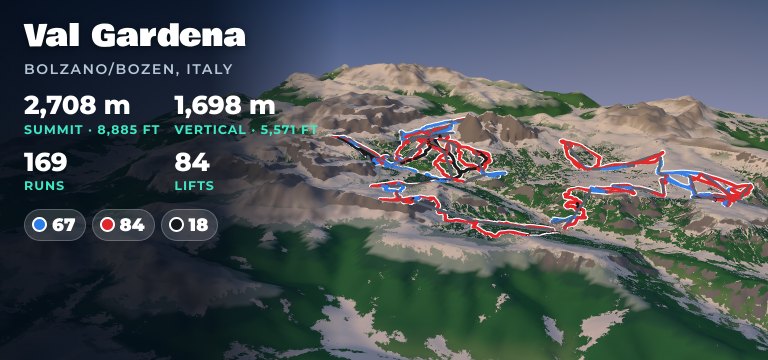 Val Gardena
BOLZANO/BOZEN, ITALY
2,708 m 1,698 m
SUMMIT · 8,885 FT VERTICAL · 5,571 FT
169 84
RUNS LIFTS
67 84 18